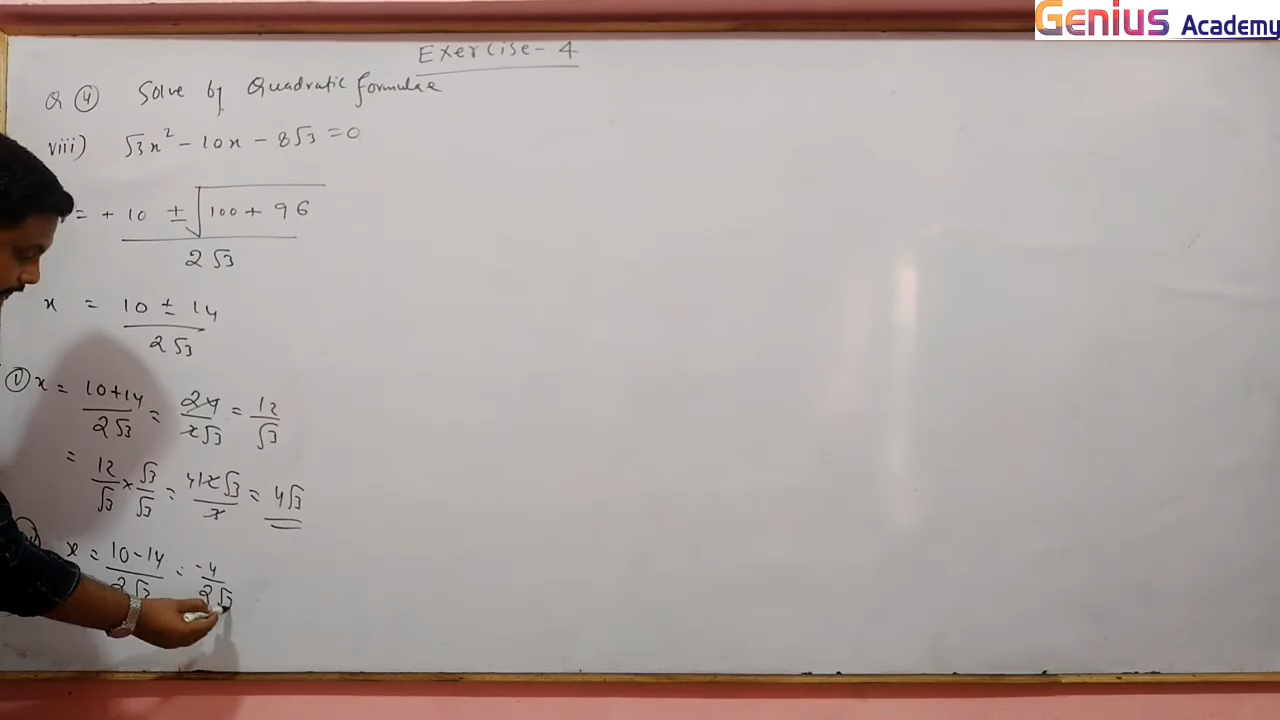 Genius Academy
Exercise-4
Q ④ Solve by Quadratic formulae
viii) √3x² - 10x - 8√3 = 0
= +10 ± √100 + 96 / 2√3
x = 10 ± 14 / 2√3
① x = 10+14 / 2√3 = 24 / 2√3 = 12 / √3
= 12 / √3 × √3 / √3 = 412√3 / 3 = 4√3
x = 10-14 / 2√3 = -4 / 2√3